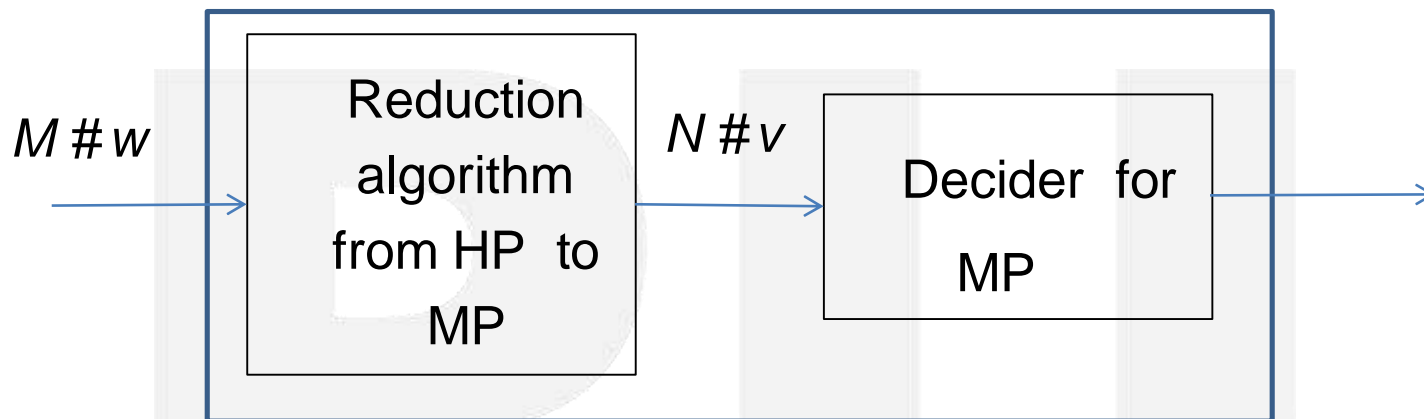 M # w
Reduction
algorithm
from HP to
MP
N # v
Decider for
MP